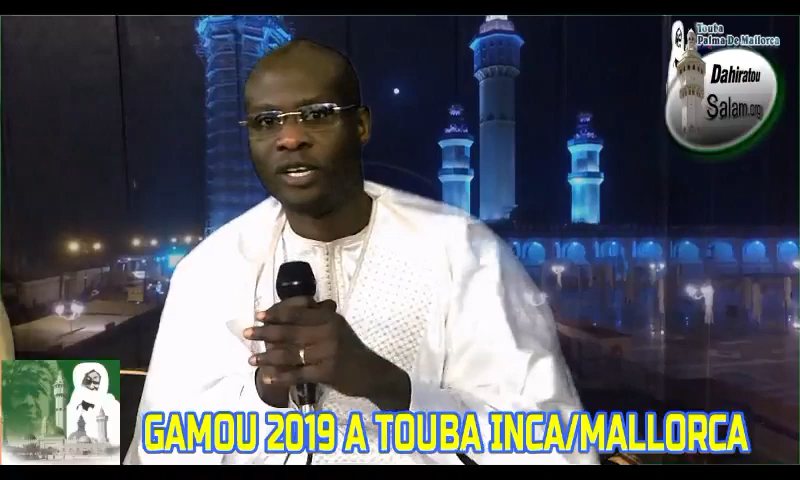 Touba
Palma De Mallorca
Dahiratou
Salam.org
GAMOU 2019 A TOUBA INCA/MALLORCA